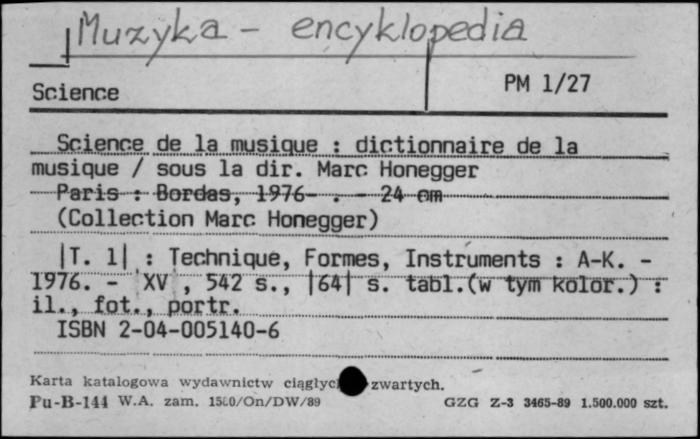 Muzyka - encyklopedia
Science
PM 1/27
Science de la musique : dictionnaire de la
musique / sous la dir. Marc Honegger
Paris : Bordas, 1976- . - 24 cm
(Collection Marc Honegger)
|T. 1| : Technique, Formes, Instruments : A-K. -
1976. - XV , 542 s., |64| s. tabl.(w tym kolor.) :
il., fot., portr.
ISBN 2-04-005140-6
Karta katalogowa wydawnictw zwartych.
Pu-B-144 W.A. zam. /On/DW/89
GZG Z-3 3465-89 1.500.000 szt.